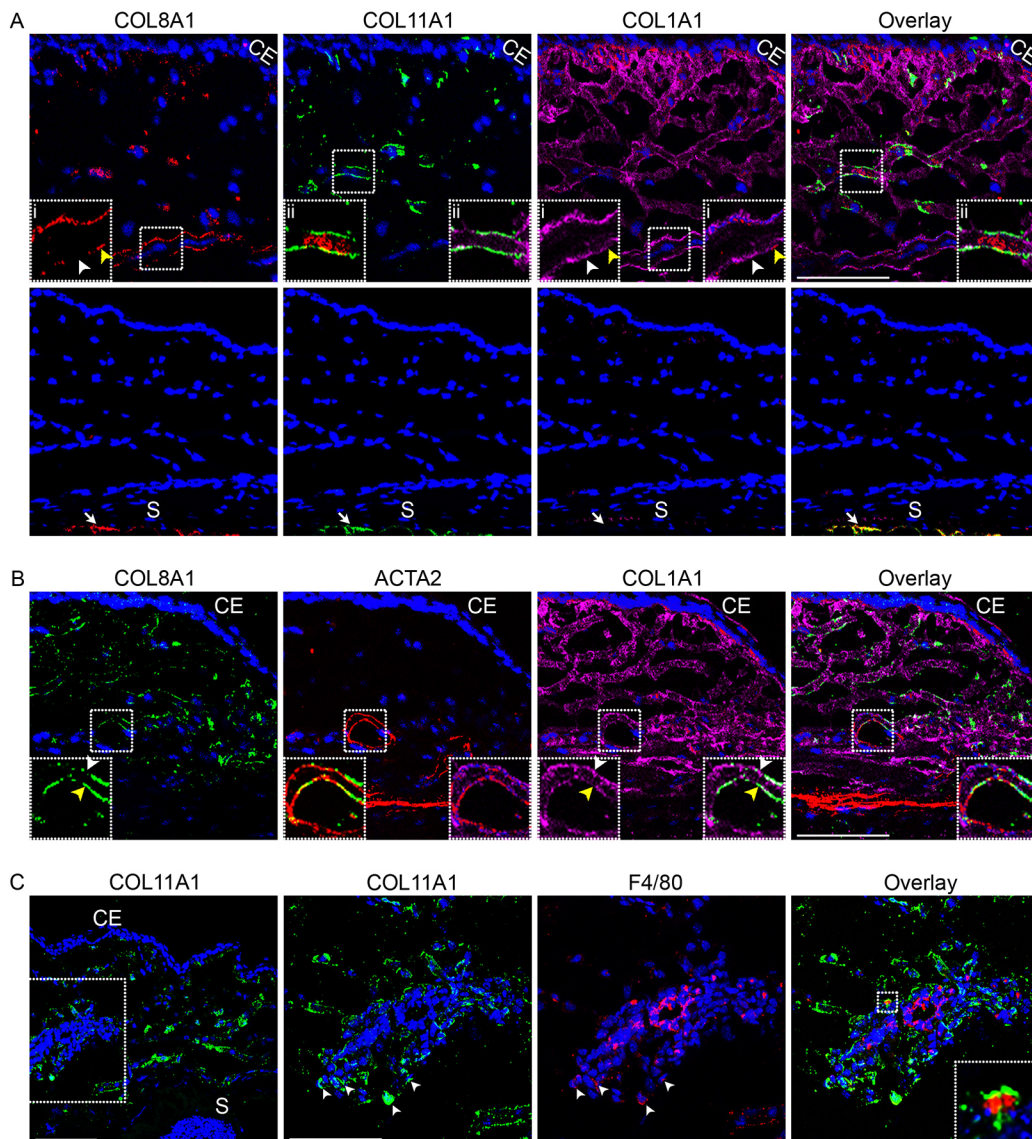 A COL8A1 COL11A1 COL1A1 Overlay
CE CE CE CE
i ii ii i i ii
S S S S
B COL8A1 ACTA2 COL1A1 Overlay
CE CE CE CE
C COL11A1 COL11A1 F4/80 Overlay
CE
S